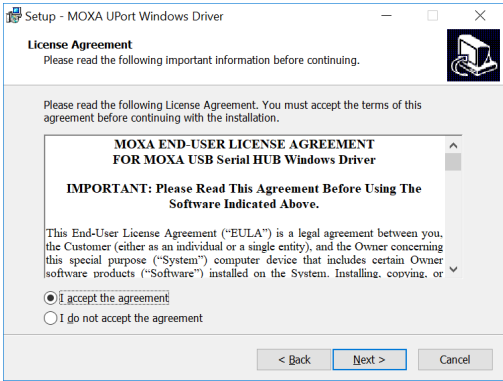 Setup - MOXA UPort Windows Driver
License Agreement
Please read the following important information before continuing.
Please read the following License Agreement. You must accept the terms of this
agreement before continuing with the installation.
MOXA END-USER LICENSE AGREEMENT
FOR MOXA USB Serial HUB Windows Driver
IMPORTANT: Please Read This Agreement Before Using The
Software Indicated Above.
This End-User License Agreement (“EULA”) is a legal agreement between you,
the Customer (either as an individual or a single entity), and the Owner concerning
this special purpose (“System”) computer device that includes certain Owner
software products (“Software”) installed on the System. Installing, copying, or
I accept the agreement
I do not accept the agreement
< Back
Next >
Cancel